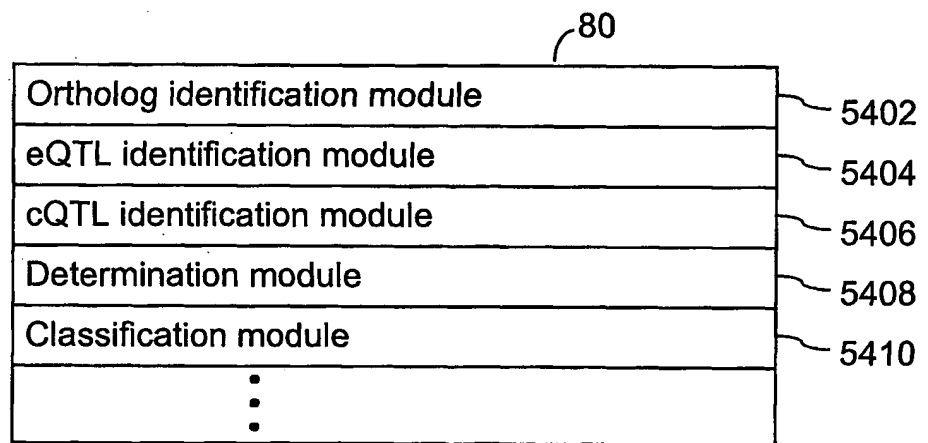 80
Ortholog identification module 5402
eQTL identification module 5404
cQTL identification module 5406
Determination module 5408
Classification module 5410